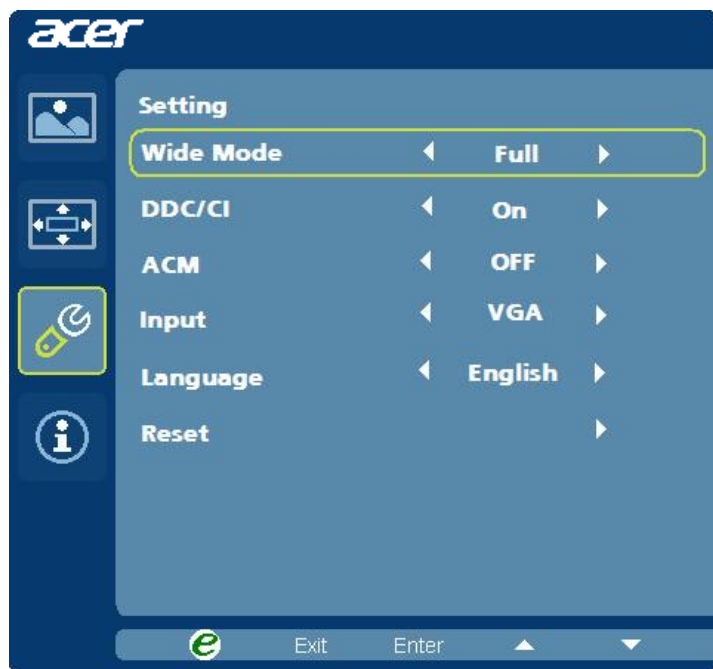 acer
Setting
Wide Mode Full
DDC/CI On
ACM OFF
Input VGA
Language English
Reset
e Exit Enter